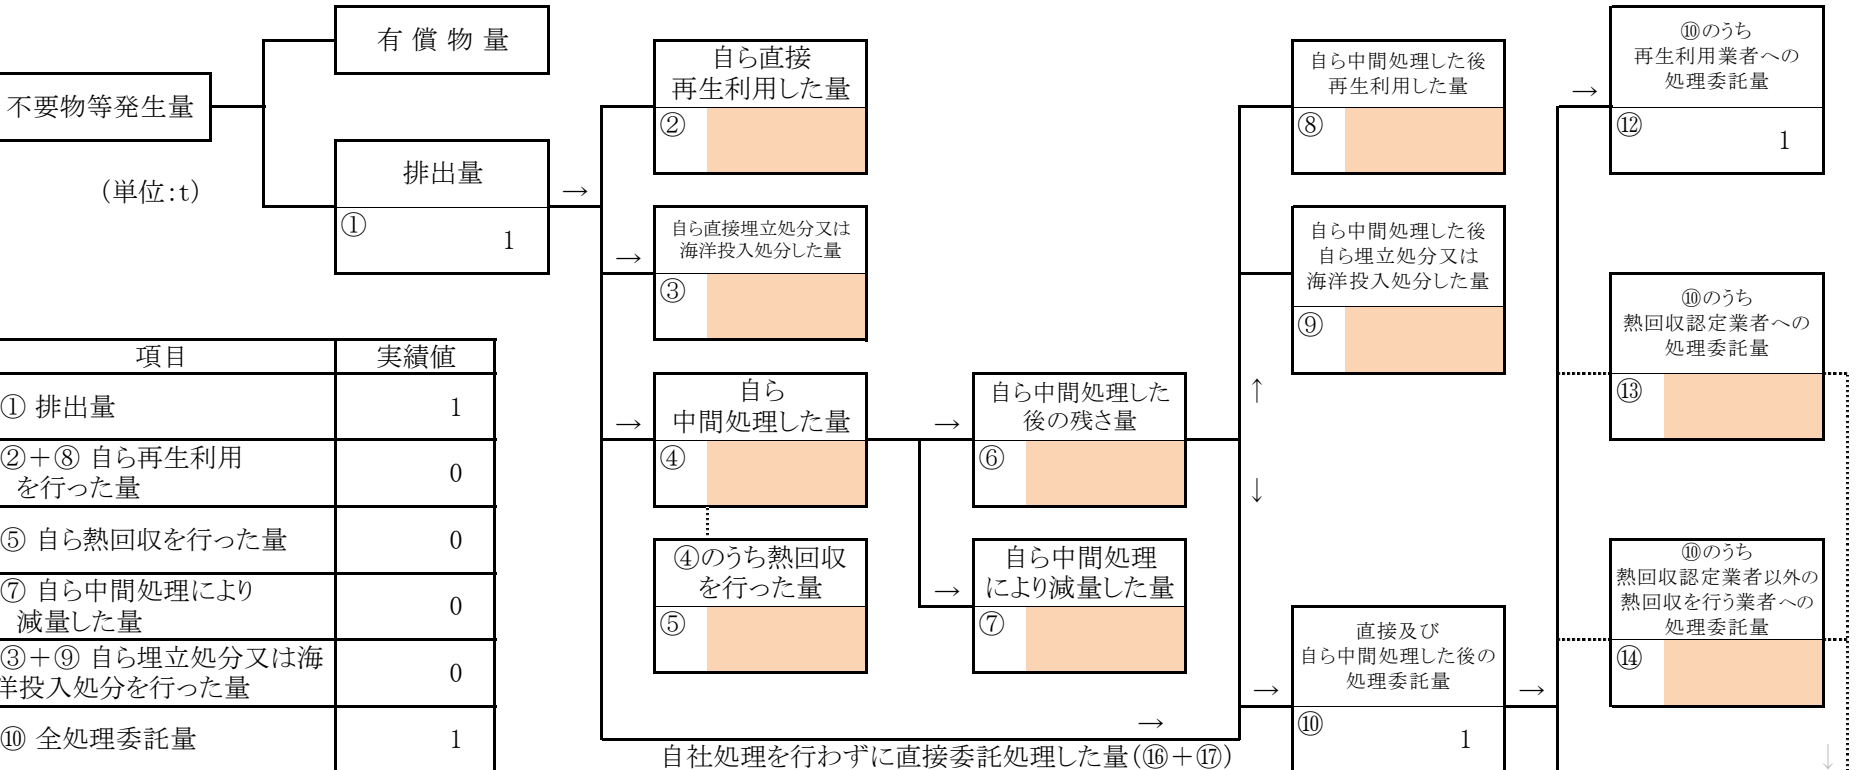 有 償 物 量
不要物等発生量
(単位:t)
排出量
→
①
1
自ら直接
再生利用した量
②
→
自ら直接埋立処分又は
海洋投入処分した量
③
→
自ら
中間処理した量
④
④のうち熱回収
を行った量
⑤
→
自ら中間処理した
後の残さ量
⑥
→
自ら中間処理
により減量した量
⑦
↑
↓
自ら中間処理した後
再生利用した量
⑧
自ら中間処理した後
自ら埋立処分又は
海洋投入処分した量
⑨
→
直接及び
自ら中間処理した後の
処理委託量
⑩
1
→
→
⑩のうち
再生利用業者への
処理委託量
⑫
1
⑩のうち
熱回収認定業者への
処理委託量
⑬
⑩のうち
熱回収認定業者以外の
熱回収を行う業者への
処理委託量
⑭
↓
→
自社処理を行わずに直接委託処理した量(⑯+⑰)
項目 実績値
① 排出量 1
②+⑧ 自ら再生利用
を行った量 0
⑤ 自ら熱回収を行った量 0
⑦ 自ら中間処理により
減量した量 0
③+⑨ 自ら埋立処分又は海
洋投入処分を行った量 0
⑩ 全処理委託量 1